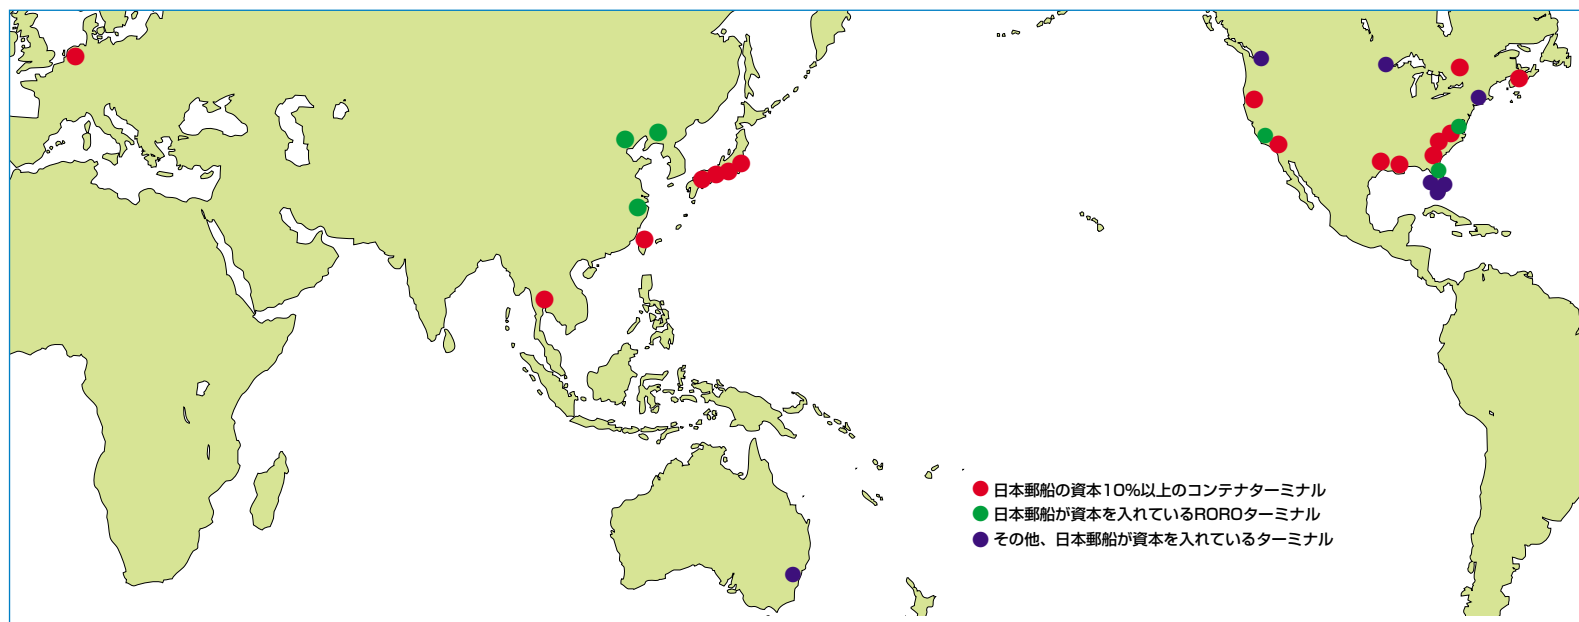 日本郵船の資本10%以上のコンテナターミナル
日本郵船が資本を入れているROROターミナル
その他、日本郵船が資本を入れているターミナル